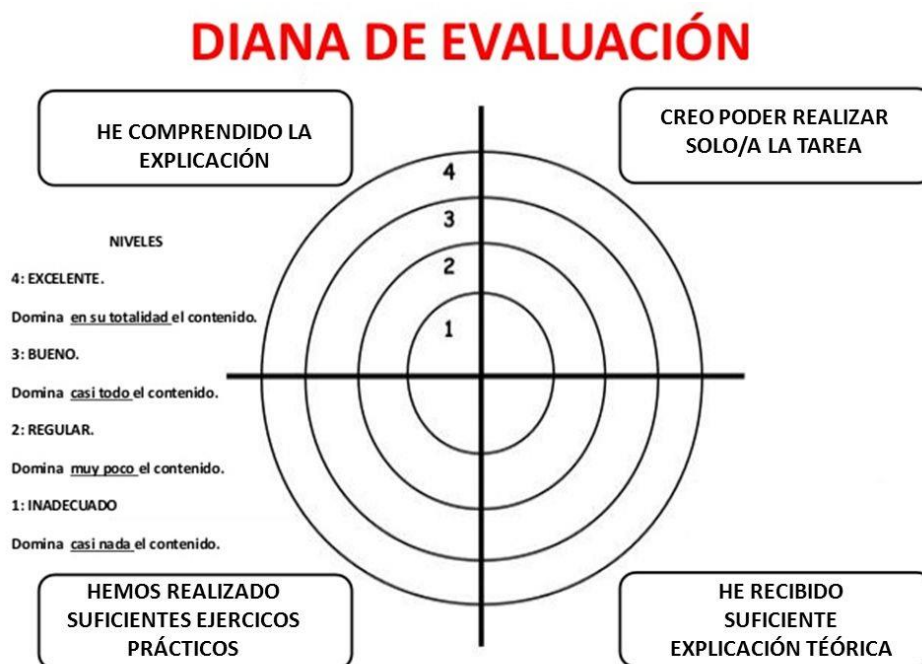 DIANA DE EVALUACIÓN
HE COMPRENDIDO LA
EXPLICACIÓN
CREO PODER REALIZAR
SOLO/A LA TAREA
4
3
2
1
NIVELES
4: EXCELENTE.
Domina en su totalidad el contenido.
3: BUENO.
Domina casi todo el contenido.
2: REGULAR.
Domina muy poco el contenido.
1: INADECUADO
Domina casi nada el contenido.
HEMOS REALIZADO
SUFICIENTES EJERCICOS
PRÁCTICOS
HE RECIBIDO
SUFICIENTE
EXPLICACIÓN TÉÓRICA